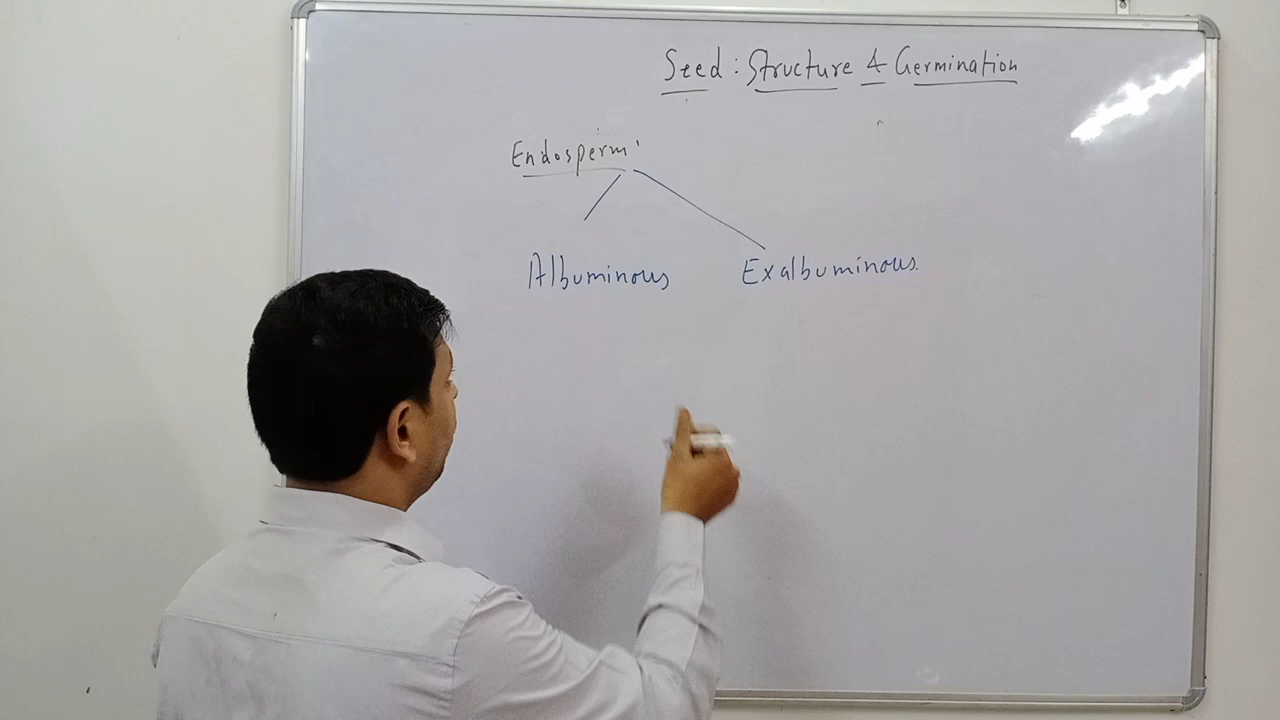 Seed : Structure & Germination
Endosperm
Albuminous Exalbuminous.